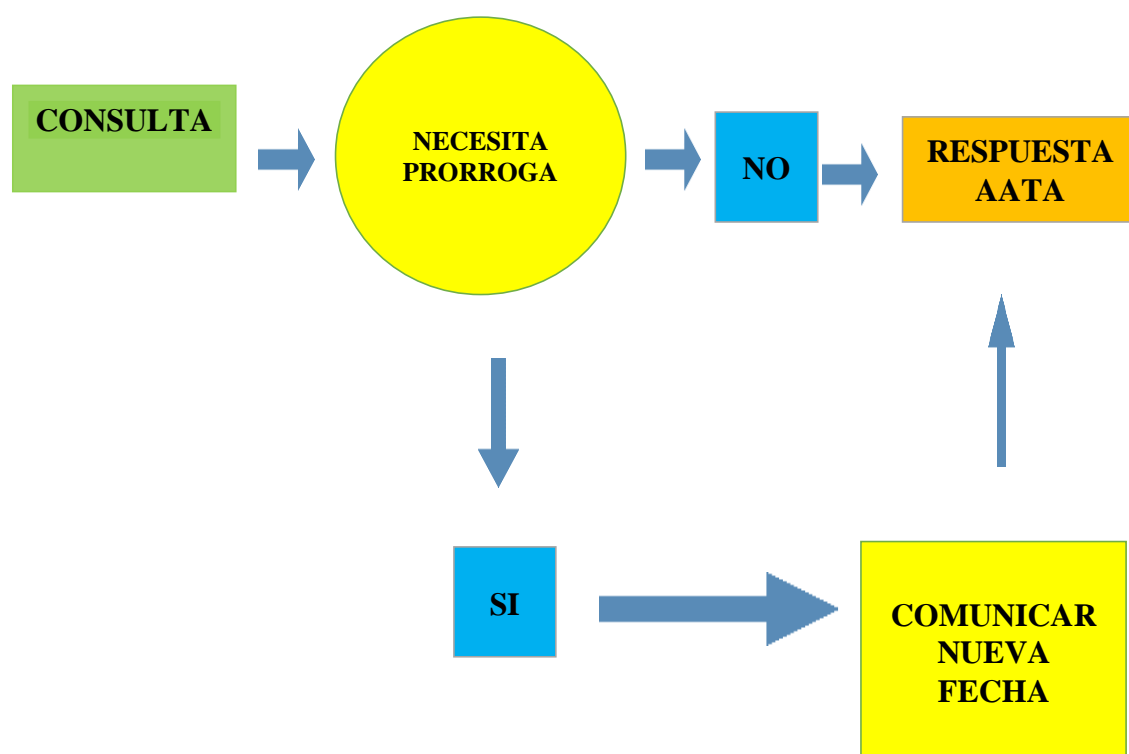 CONSULTA
NECESITA
PRORROGA
NO
RESPUESTA
AATA
SI
COMUNICAR
NUEVA
FECHA